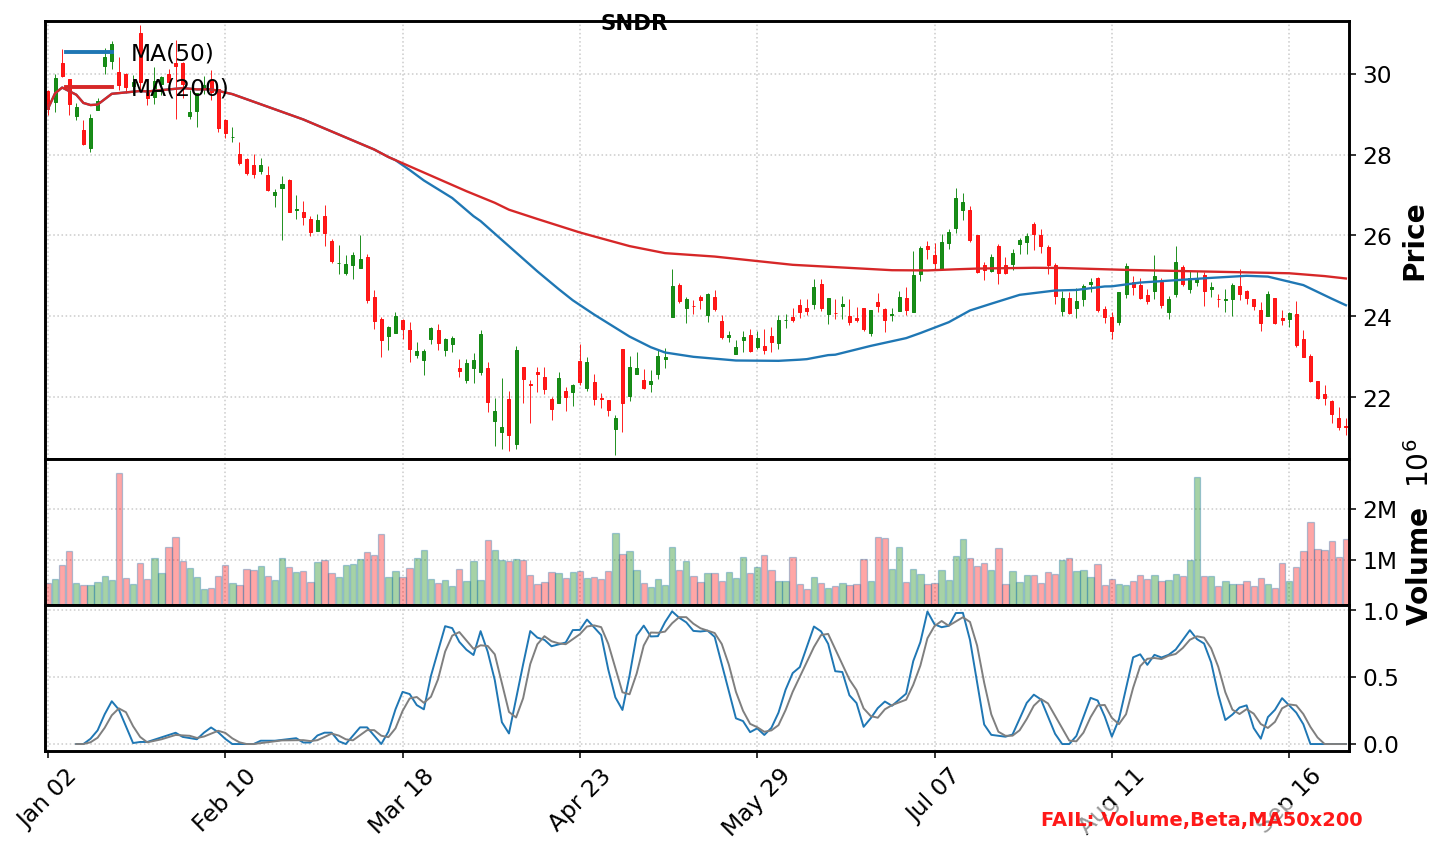 SNDR
MA(50)
MA(200)
30
28
26
24
22
Price
10⁶
2M
1M
Volume
1.0
0.5
0.0
Jan 02
Feb 10
Mar 18
Apr 23
May 29
Jul 07
Aug 11
Sep 16
FAIL: Volume,Beta,MA50x200